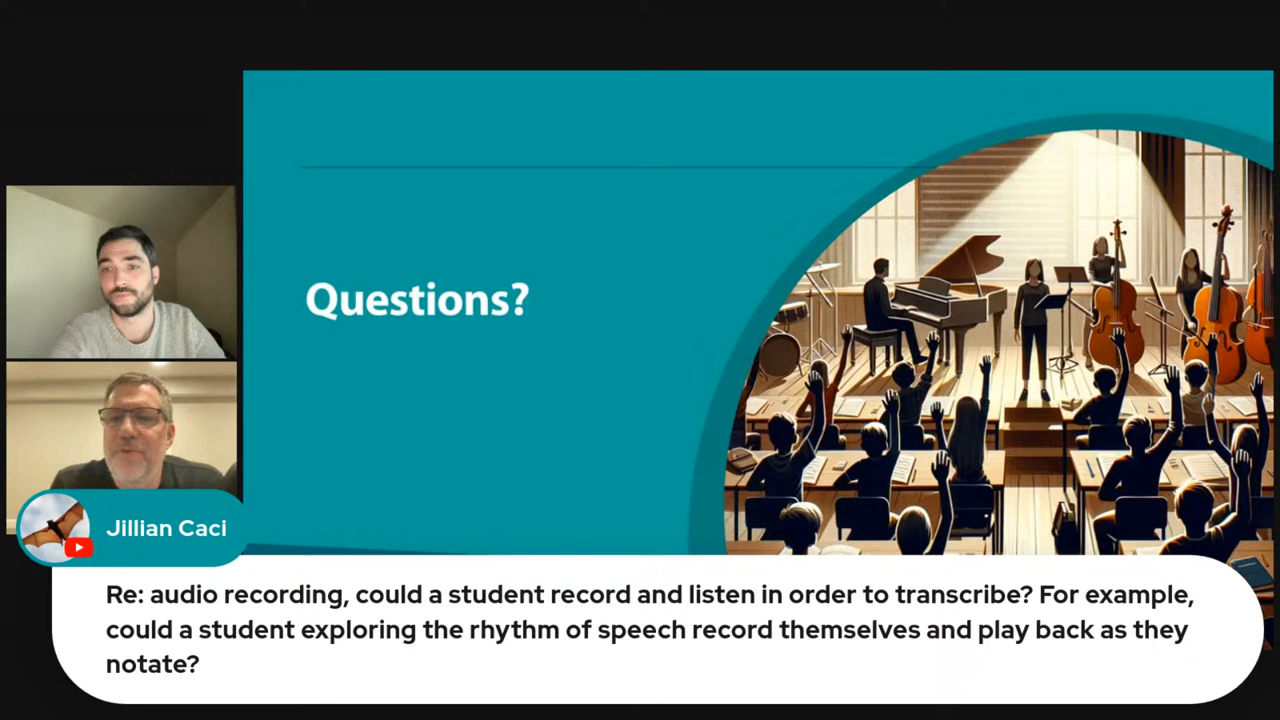 Questions?
Jillian Caci
Re: audio recording, could a student record and listen in order to transcribe? For example,
could a student exploring the rhythm of speech record themselves and play back as they
notate?